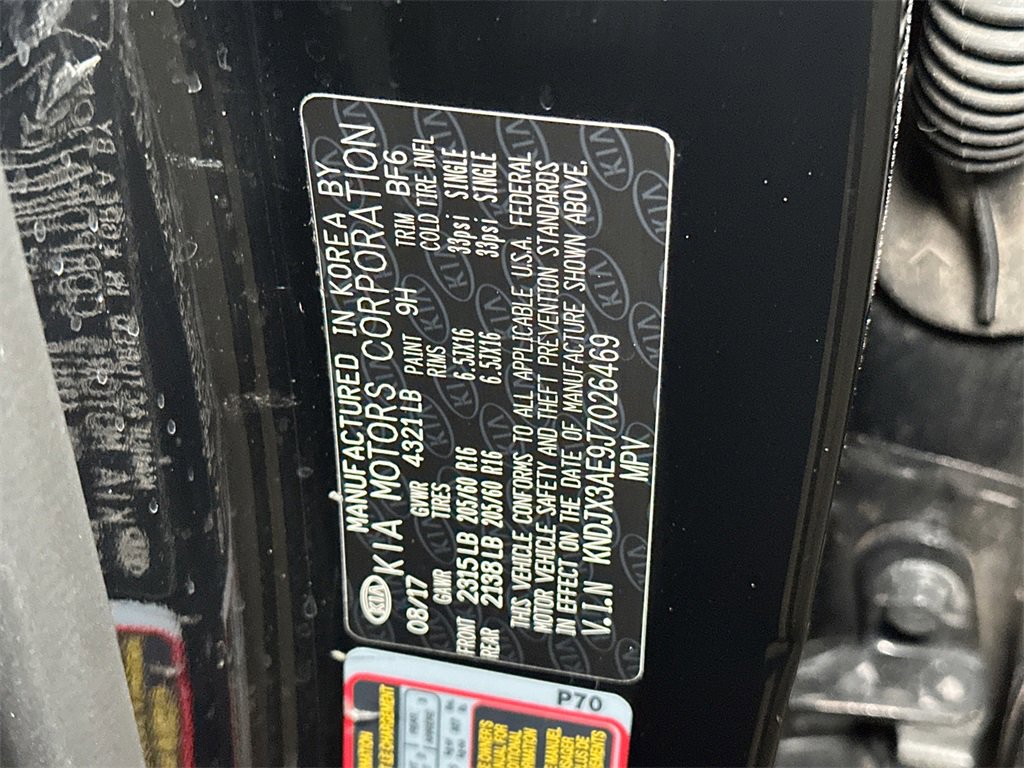 MANUFACTURED IN KOREA BY
KIA KIA MOTORS CORPORATION
08/17 GVWR 4321LB PAINT 9H TRIM BF6
GAWR TIRES RIMS COLD TIRE INFL
FRONT 2315LB 205/60 R16 6.5JX16 33psi SINGLE
REAR 2138LB 205/60 R16 6.5JX16 33psi SINGLE
THIS VEHICLE CONFORMS TO ALL APPLICABLE U.S.A. FEDERAL
MOTOR VEHICLE SAFETY AND THEFT PREVENTION STANDARDS
IN EFFECT ON THE DATE OF MANUFACTURE SHOWN ABOVE.
V.I.N KNDJX3AE9J7026469
MPV
P70